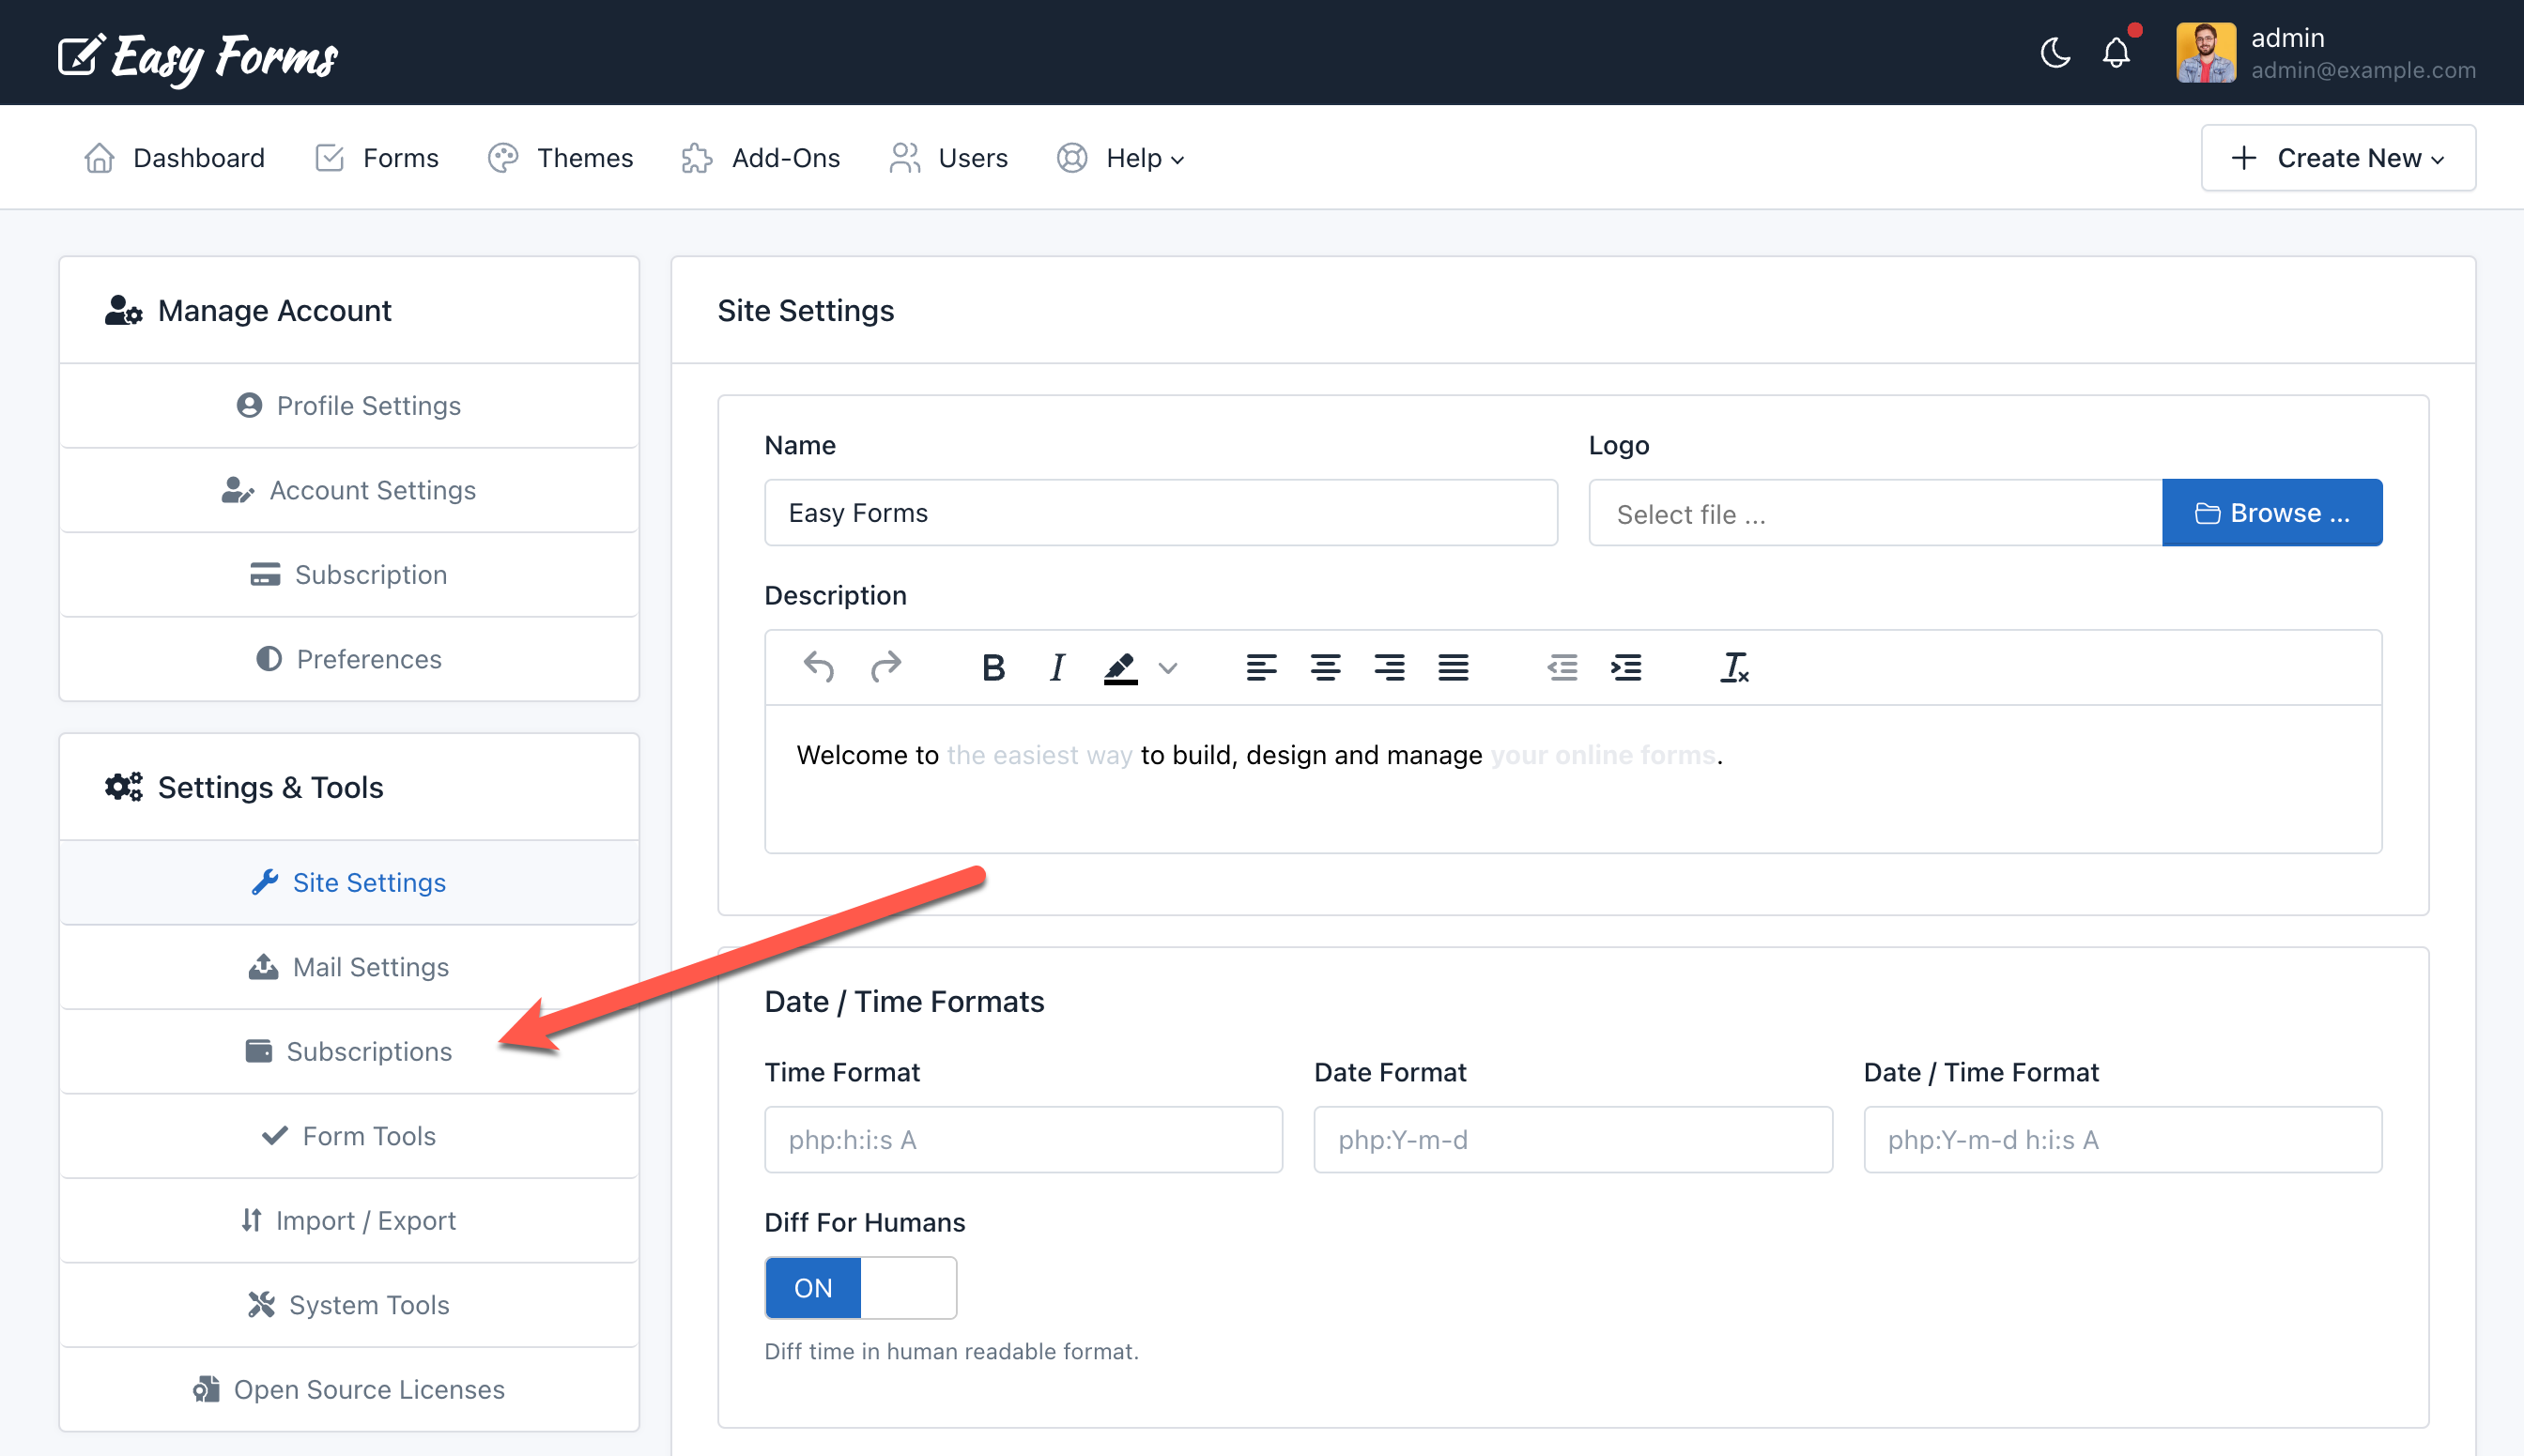 Easy Forms
admin
admin@example.com
Dashboard Forms Themes Add-Ons Users Help Create New
Manage Account
Profile Settings
Account Settings
Subscription
Preferences
Settings & Tools
Site Settings
Mail Settings
Subscriptions
Form Tools
Import / Export
System Tools
Open Source Licenses
Site Settings
Name Logo
Easy Forms Select file ... Browse ...
Description
Welcome to the easiest way to build, design and manage your online forms.
Date / Time Formats
Time Format Date Format Date / Time Format
php:h:i:s A php:Y-m-d php:Y-m-d h:i:s A
Diff For Humans
ON
Diff time in human readable format.